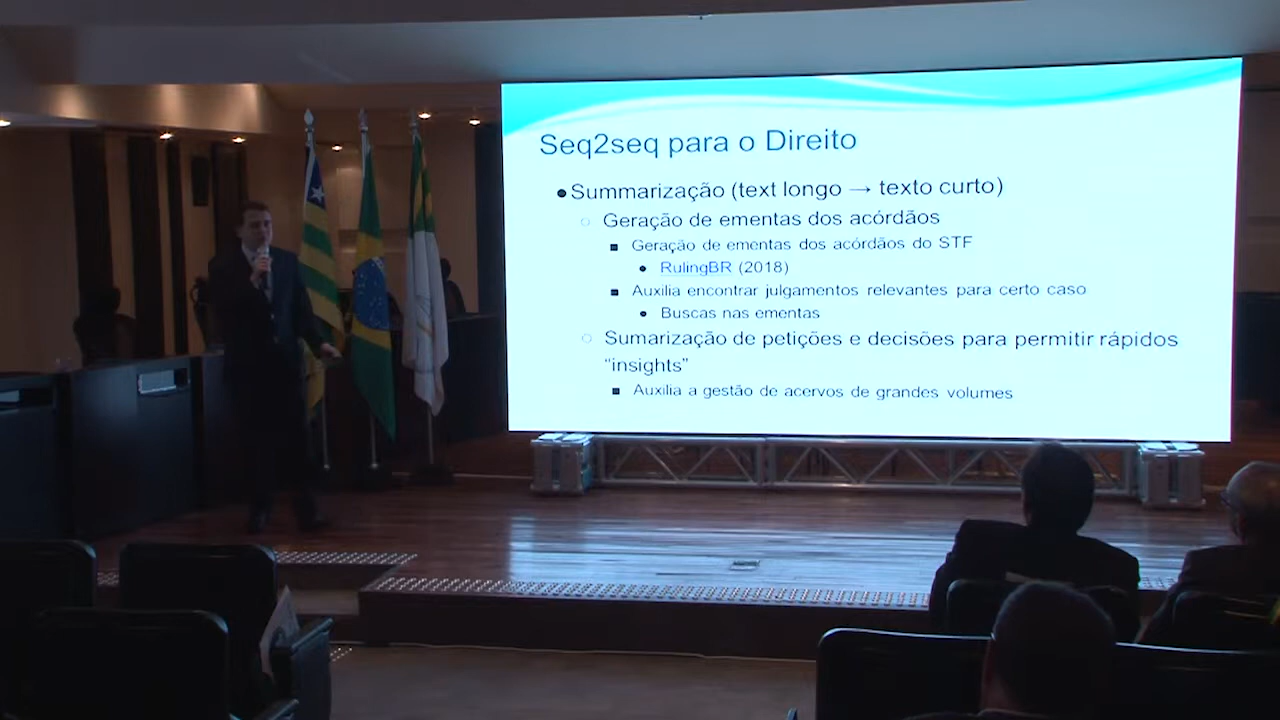 Seq2seq para o Direito
●Summarização (text longo → texto curto)
○ Geração de ementas dos acórdãos
■ Geração de ementas dos acórdãos do STF
● RulingBR (2018)
■ Auxilia encontrar julgamentos relevantes para certo caso
● Buscas nas ementas
○ Sumarização de petições e decisões para permitir rápidos
“insights”
■ Auxilia a gestão de acervos de grandes volumes